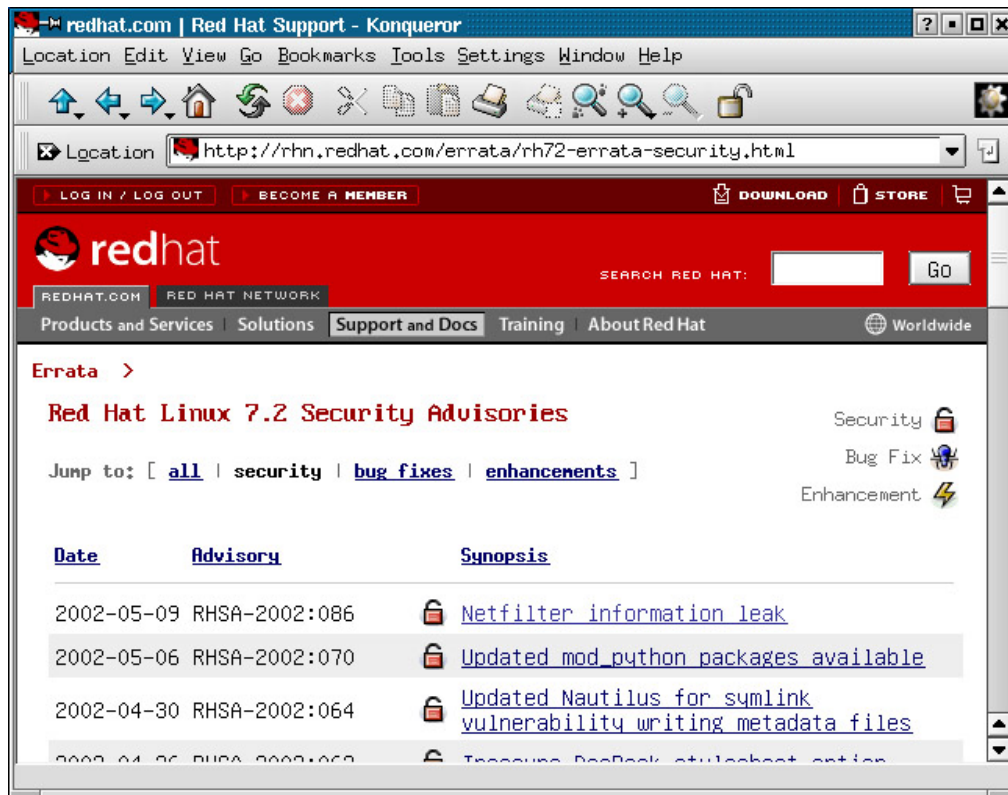 redhat.com | Red Hat Support - Konqueror
Location Edit View Go Bookmarks Tools Settings Window Help
Location http://rhn.redhat.com/errata/rh72-errata-security.html
LOG IN / LOG OUT BECOME A MEMBER DOWNLOAD STORE
redhat
SEARCH RED HAT: Go
REDHAT.COM RED HAT NETWORK
Products and Services | Solutions Support and Docs Training | About Red Hat Worldwide
Errata >
Red Hat Linux 7.2 Security Advisories
Security
Jump to: [ all | security | bug fixes | enhancements ]
Bug Fix
Enhancement
Date Advisory Synopsis
2002-05-09 RHSA-2002:086 Netfilter information leak
2002-05-06 RHSA-2002:070 Updated mod_python packages available
2002-04-30 RHSA-2002:064 Updated Nautilus for symlink
vulnerability writing metadata files